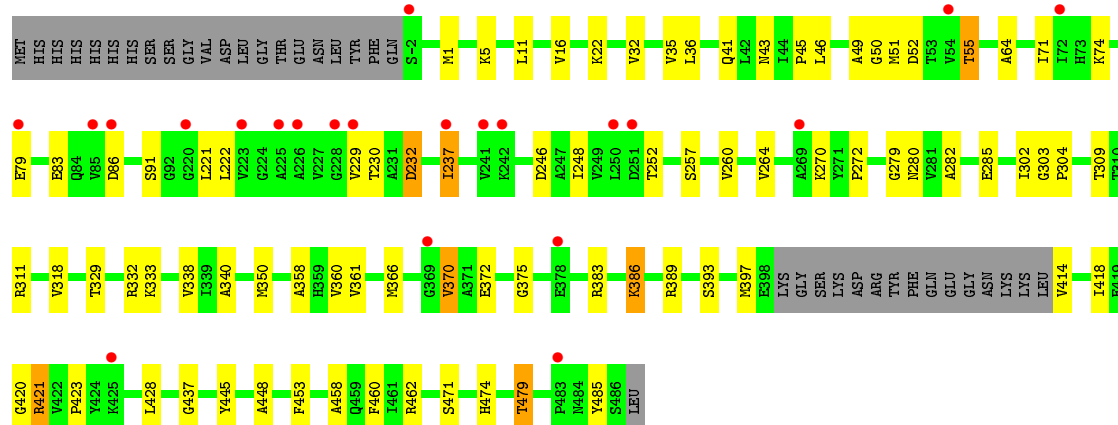 MET HIS HIS HIS HIS HIS HIS SER SER GLY VAL ASP LEU GLY THR GLU ASN LEU TYR PHE GLN S-2 M1 K5 L11 V16 K22 V32 V35 L36 Q41 L42 N43 I44 P45 L46 A49 G50 M51 D52 T53 V54 T55 A64 I71 I72 H73 K74
E79 E83 Q84 V85 D86 S91 G92 G220 L221 L222 V223 G224 A225 A226 V227 G228 V229 T230 A231 D232 I237 V241 K242 D246 A247 I248 V249 L250 D251 T252 S257 V260 V264 A269 K270 Y271 P272 G279 N280 V281 A282 E285 I302 G303 P304 T309 T310
R311 V318 T329 R332 K333 V338 I339 A340 M350 A358 H359 V360 V361 M366 G369 V370 A371 E372 G375 E378 R383 K386 R389 S393 M397 E398 LYS GLY SER LYS ASP ARG TYR PHE GLN GLU GLY ASN LYS LYS LEU V414 I418 E419
G420 R421 V422 P423 Y424 K425 L428 G437 Y445 A448 F453 A458 Q459 F460 I461 R462 S471 H474 T479 P483 N484 Y485 S486 LEU